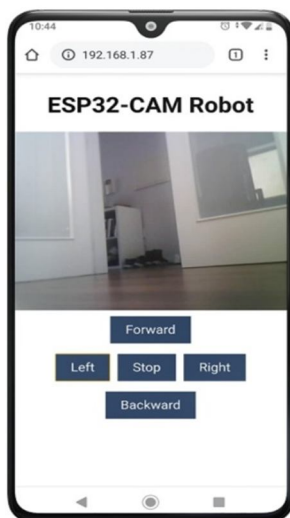 10:44
192.168.1.87
1
ESP32-CAM Robot
Forward
Left Stop Right
Backward